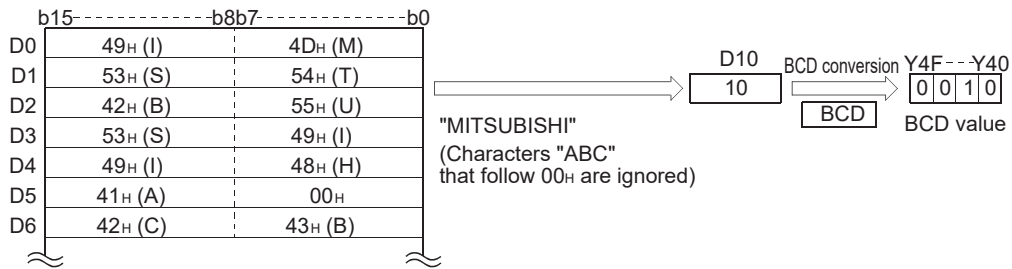 b15 b8b7 b0
D0 49H (I) 4DH (M)
D1 53H (S) 54H (T)
D2 42H (B) 55H (U)
D3 53H (S) 49H (I)
D4 49H (I) 48H (H)
D5 41H (A) 00H
D6 42H (C) 43H (B)
"MITSUBISHI"
(Characters "ABC"
that follow 00H are ignored)
D10
10
BCD conversion
BCD
Y4F---Y40
0 0 1 0
BCD value